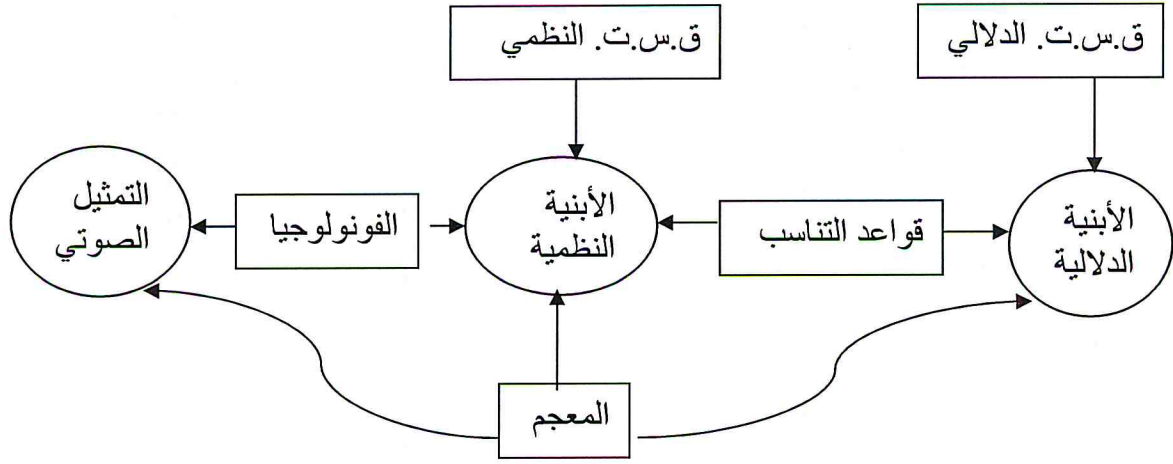 ق.س.ت. الدلالي
ق.س.ت. النظمي
الأبنية
الدلالية
قواعد التناسب
الأبنية
النظمية
الفونولوجيا
التمثيل
الصوتي
المعجم